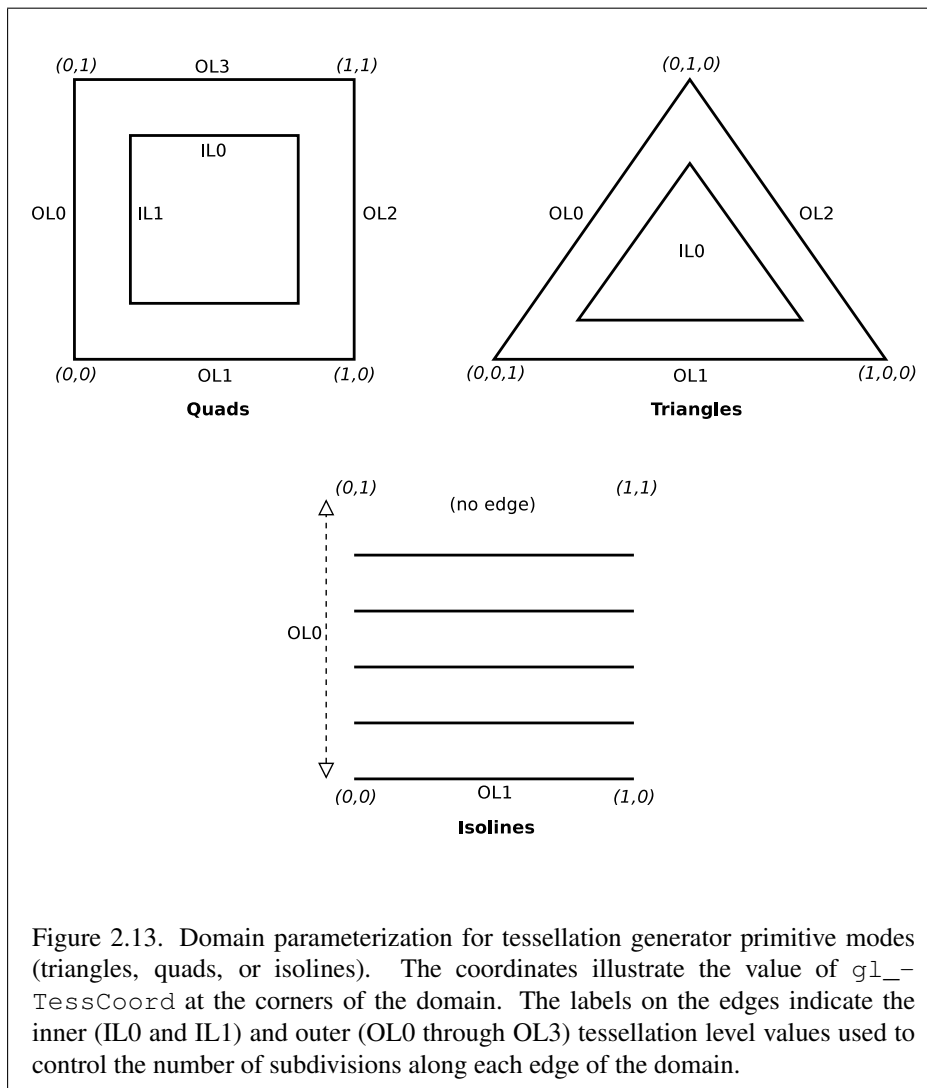 (0,1) OL3 (1,1)
IL0
OL0 IL1 OL2
(0,0) OL1 (1,0)
Quads
(0,1,0)
OL0 OL2
IL0
(0,0,1) OL1 (1,0,0)
Triangles
(0,1) (no edge) (1,1)
OL0
(0,0) OL1 (1,0)
Isolines
Figure 2.13. Domain parameterization for tessellation generator primitive modes
(triangles, quads, or isolines). The coordinates illustrate the value of gl_-
TessCoord at the corners of the domain. The labels on the edges indicate the
inner (IL0 and IL1) and outer (OL0 through OL3) tessellation level values used to
control the number of subdivisions along each edge of the domain.